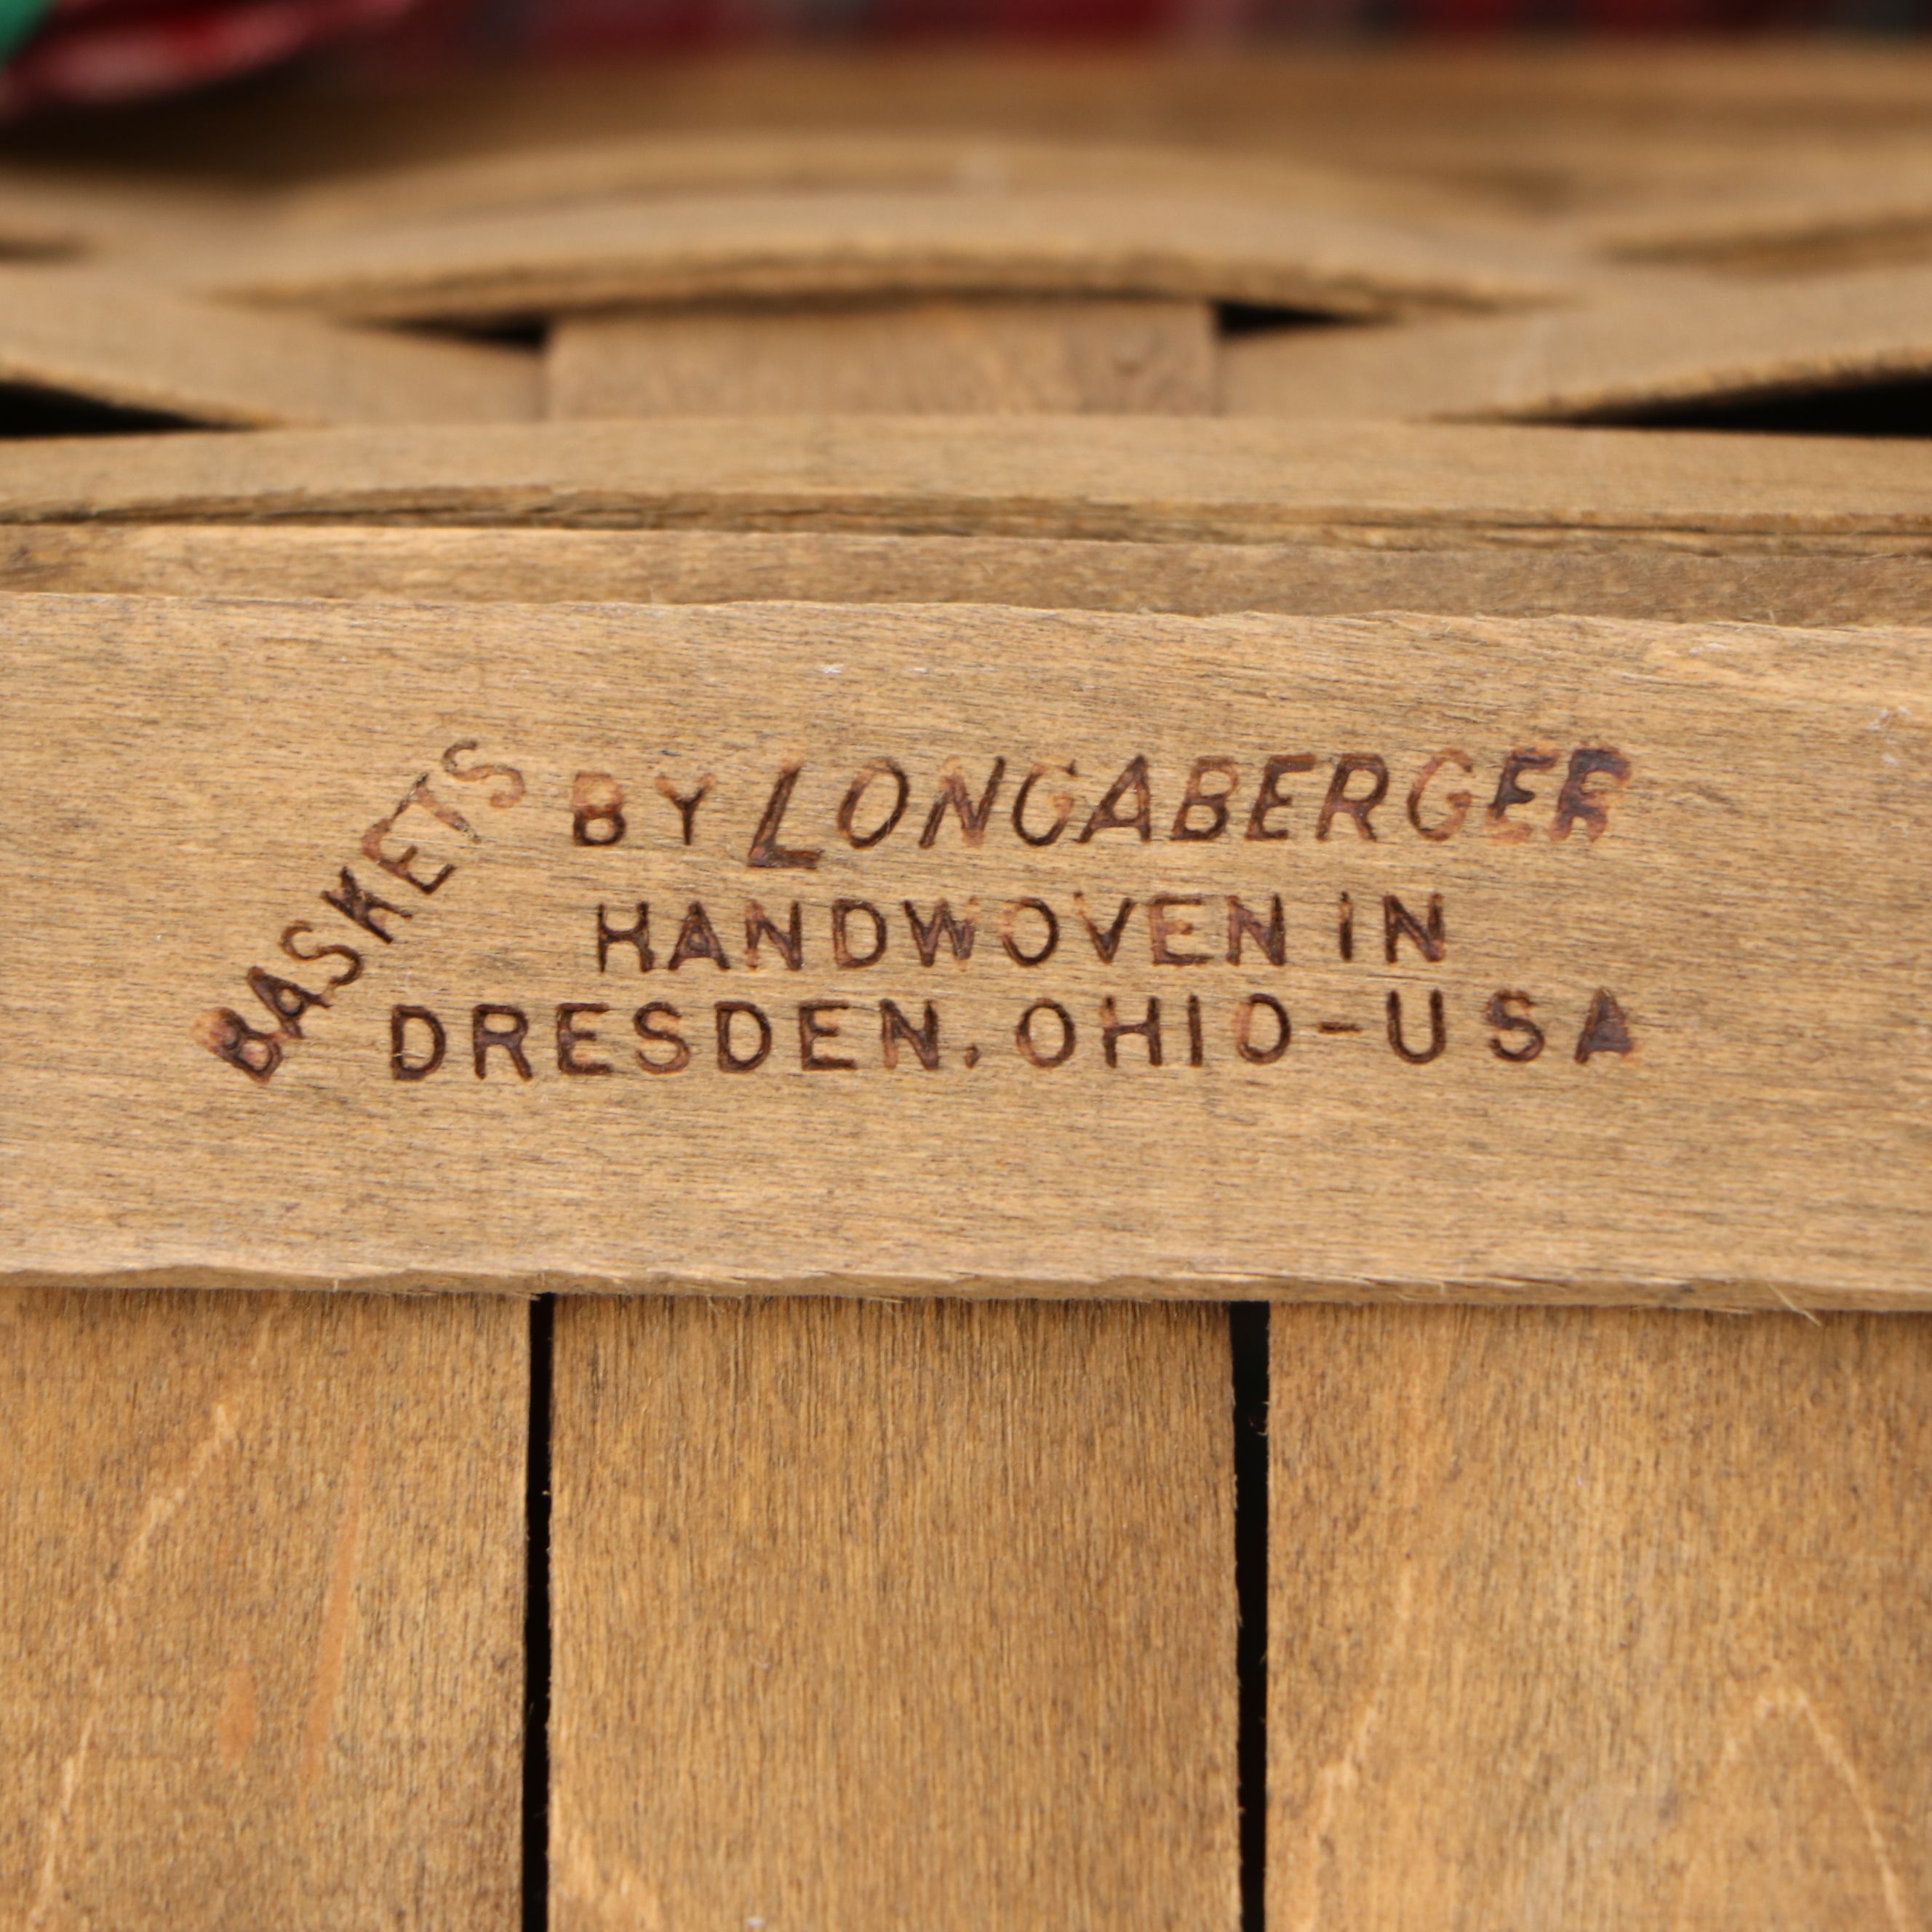 BASKETS BY LONGABERGER
HANDWOVEN IN
DRESDEN, OHIO-USA